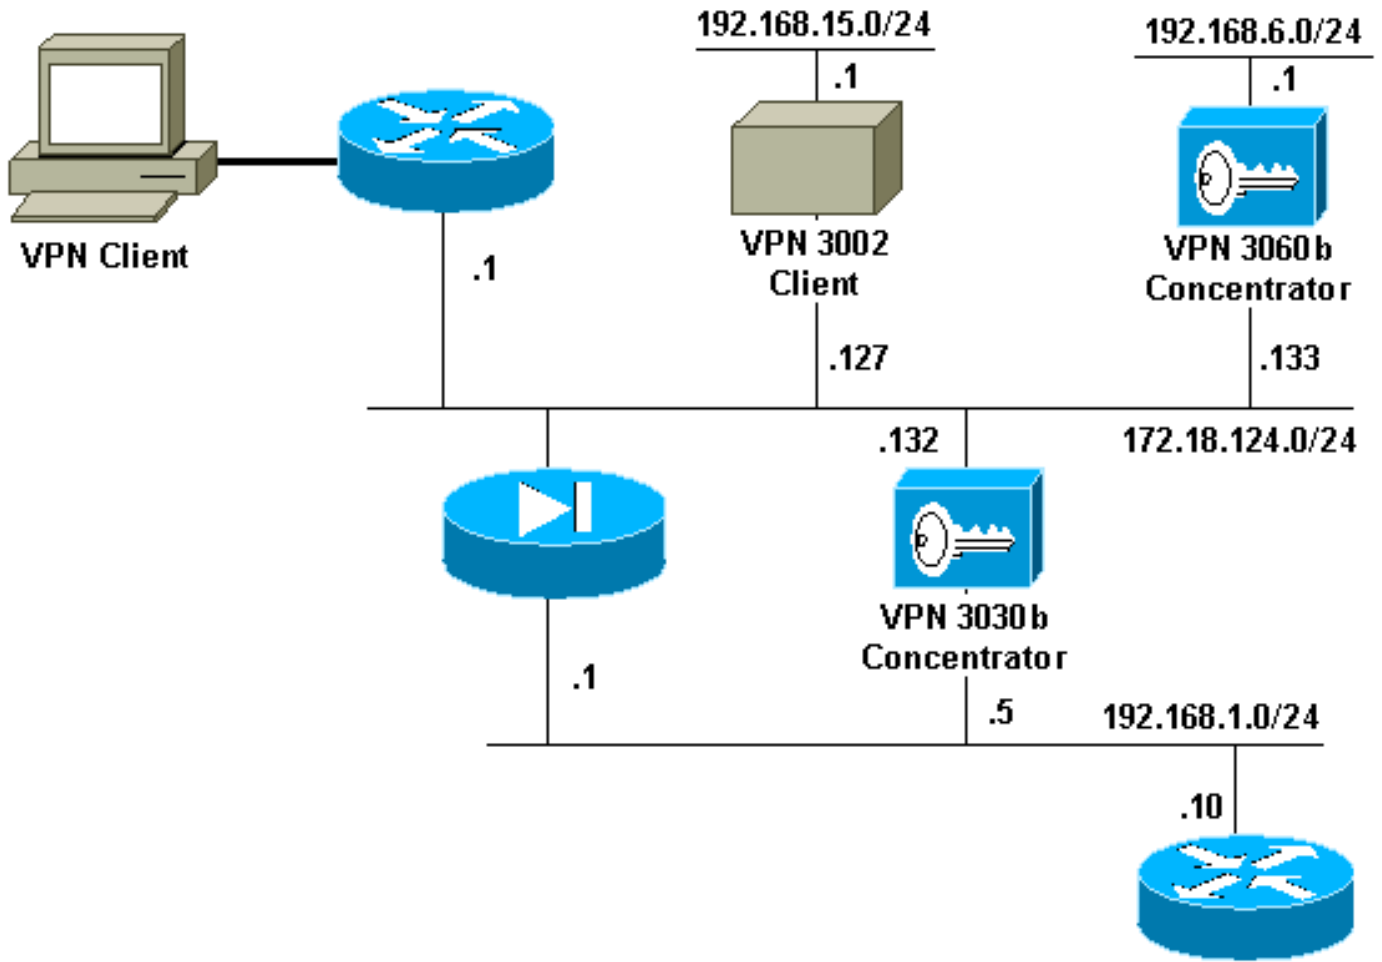 192.168.15.0/24
192.168.6.0/24
.1
.1
VPN Client
.1
VPN 3002
Client
VPN 3060b
Concentrator
.127
.133
.132
172.18.124.0/24
VPN 3030b
Concentrator
.1
.5
192.168.1.0/24
.10